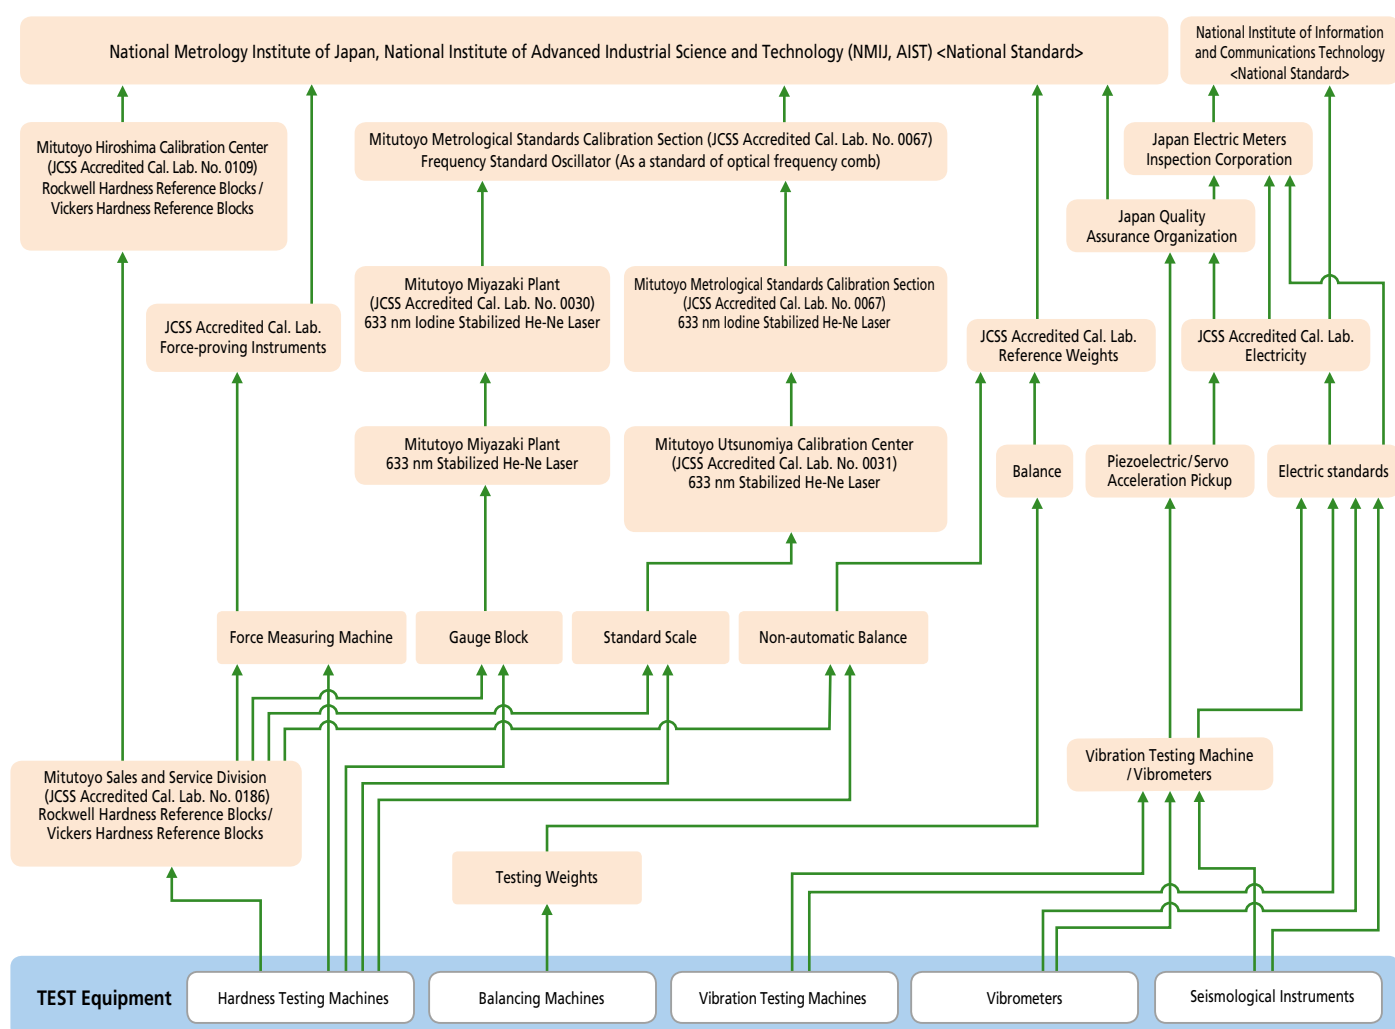 National Metrology Institute of Japan, National Institute of Advanced Industrial Science and Technology (NMIJ, AIST) <National Standard>
National Institute of Information
and Communications Technology
<National Standard>
Mitutoyo Hiroshima Calibration Center
(JCSS Accredited Cal. Lab. No. 0109)
Rockwell Hardness Reference Blocks /
Vickers Hardness Reference Blocks
Mitutoyo Metrological Standards Calibration Section (JCSS Accredited Cal. Lab. No. 0067)
Frequency Standard Oscillator (As a standard of optical frequency comb)
Japan Electric Meters
Inspection Corporation
Japan Quality
Assurance Organization
JCSS Accredited Cal. Lab.
Force-proving Instruments
Mitutoyo Miyazaki Plant
(JCSS Accredited Cal. Lab. No. 0030)
633 nm Iodine Stabilized He-Ne Laser
Mitutoyo Metrological Standards Calibration Section
(JCSS Accredited Cal. Lab. No. 0067)
633 nm Iodine Stabilized He-Ne Laser
JCSS Accredited Cal. Lab.
Reference Weights
JCSS Accredited Cal. Lab.
Electricity
Mitutoyo Miyazaki Plant
633 nm Stabilized He-Ne Laser
Mitutoyo Utsunomiya Calibration Center
(JCSS Accredited Cal. Lab. No. 0031)
633 nm Stabilized He-Ne Laser
Balance
Piezoelectric/Servo
Acceleration Pickup
Electric standards
Force Measuring Machine
Gauge Block
Standard Scale
Non-automatic Balance
Mitutoyo Sales and Service Division
(JCSS Accredited Cal. Lab. No. 0186)
Rockwell Hardness Reference Blocks/
Vickers Hardness Reference Blocks
Vibration Testing Machine
/Vibrometers
Testing Weights
TEST Equipment
Hardness Testing Machines
Balancing Machines
Vibration Testing Machines
Vibrometers
Seismological Instruments